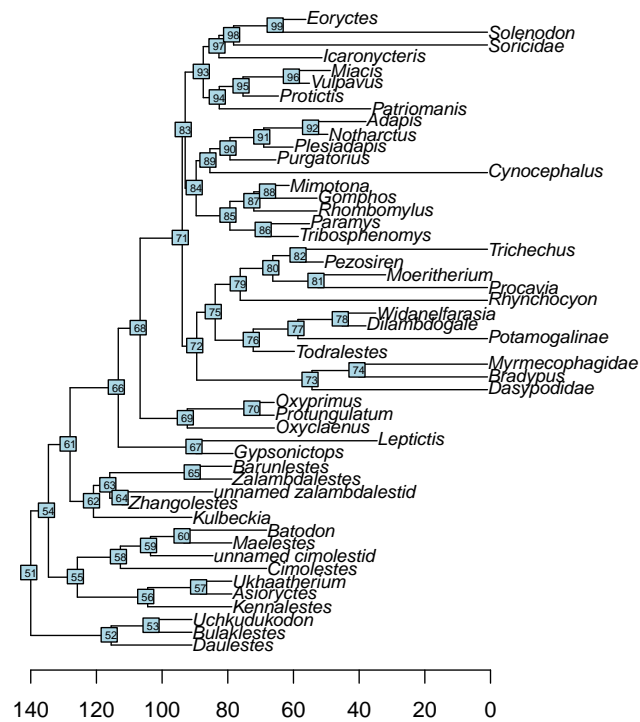 Eoryctes
99
98 Solenodon
97 Soricidae
Icaronycteris
93 96 Miacis
95 Vulpavus
94 Protictis
Patriomanis
92 Adapis
83 91 Notharctus
90 Plesiadapis
89 Purgatorius
Cynocephalus
84 88 Mimotona
87 Gomphos
85 Rhombomylus
86 Paramys
71 Tribosphenomys
82 Trichechus
80 Pezosiren
79 81 Moeritherium
Procavia
Rhynchocyon
75 78 Widanelfarasia
77 Dilambdogale
68 76 Potamogalinae
72 Todralestes
74 Myrmecophagidae
73 Bradypus
Dasypodidae
66 70 Oxyprimus
69 Protungulatum
Oxyclaenus
67 Leptictis
61 Gypsonictops
65 Barunlestes
63 Zalambdalestes
62 64 unnamed zalambdalestid
54 Zhangolestes
Kulbeckia
60 Batodon
59 Maelestes
58 unnamed cimolestid
51 55 Cimolestes
57 Ukhaatherium
56 Asioryctes
Kennalestes
53 Uchkudukodon
52 Bulaklestes
Daulestes
140 120 100 80 60 40 20 0